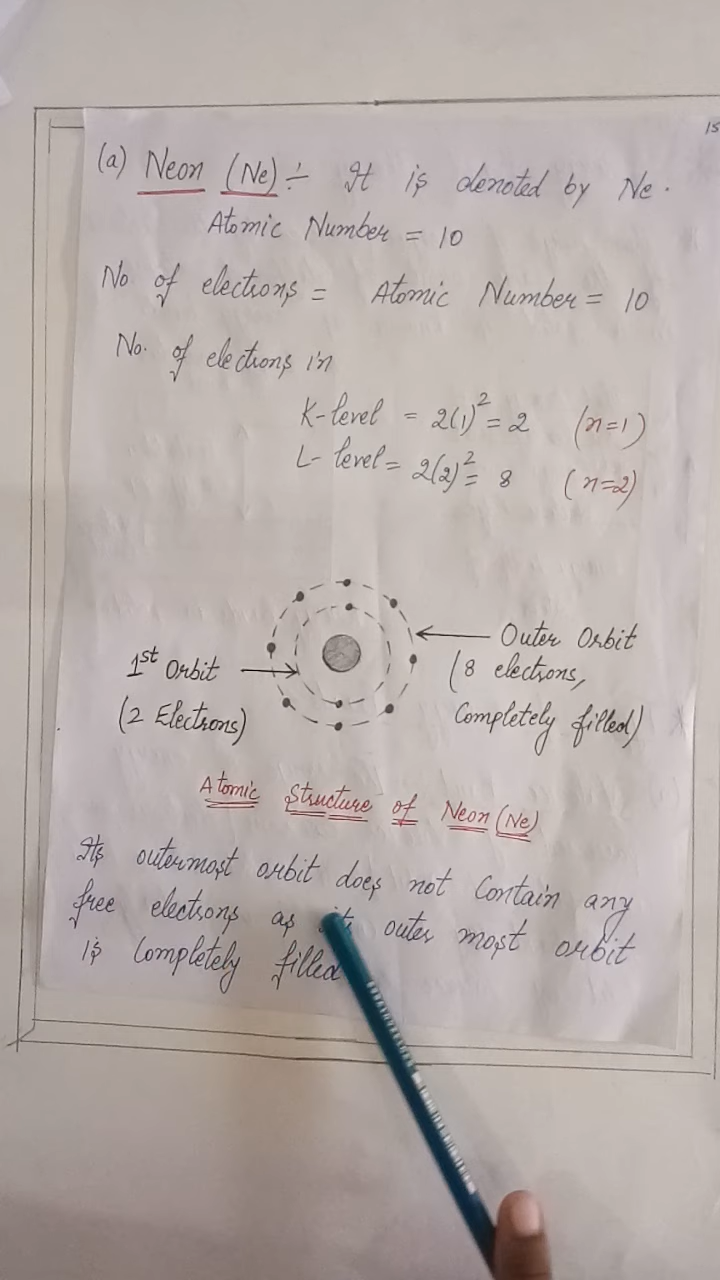 15
(a) Neon (Ne) ÷ It is denoted by Ne.
Atomic Number = 10
No of electrons = Atomic Number = 10
No. of electrons in
K-level = 2(1)² = 2 (n=1)
L-level = 2(2)² = 8 (n=2)
1st Orbit
(2 Electrons)
Outer Orbit
(8 electrons,
Completely filled)
Atomic Structure of Neon (Ne)
Its outermost orbit does not Contain any
free electrons as its outer most orbit
is Completely filled